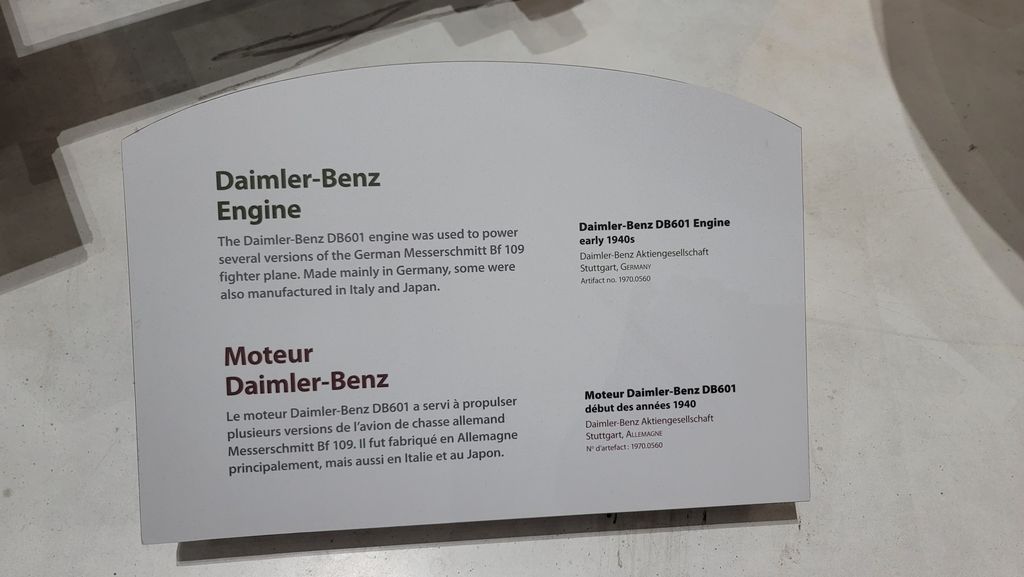 Daimler-Benz
Engine
The Daimler-Benz DB601 engine was used to power
several versions of the German Messerschmitt Bf 109
fighter plane. Made mainly in Germany, some were
also manufactured in Italy and Japan.
Daimler-Benz DB601 Engine
early 1940s
Daimler-Benz Aktiengesellschaft
Stuttgart, GERMANY
Artifact no. 1970.0560
Moteur
Daimler-Benz
Le moteur Daimler-Benz DB601 a servi à propulser
plusieurs versions de l'avion de chasse allemand
Messerschmitt Bf 109. Il fut fabriqué en Allemagne
principalement, mais aussi en Italie et au Japon.
Moteur Daimler-Benz DB601
début des années 1940
Daimler-Benz Aktiengesellschaft
Stuttgart, ALLEMAGNE
Nº d'artefact : 1970.0560